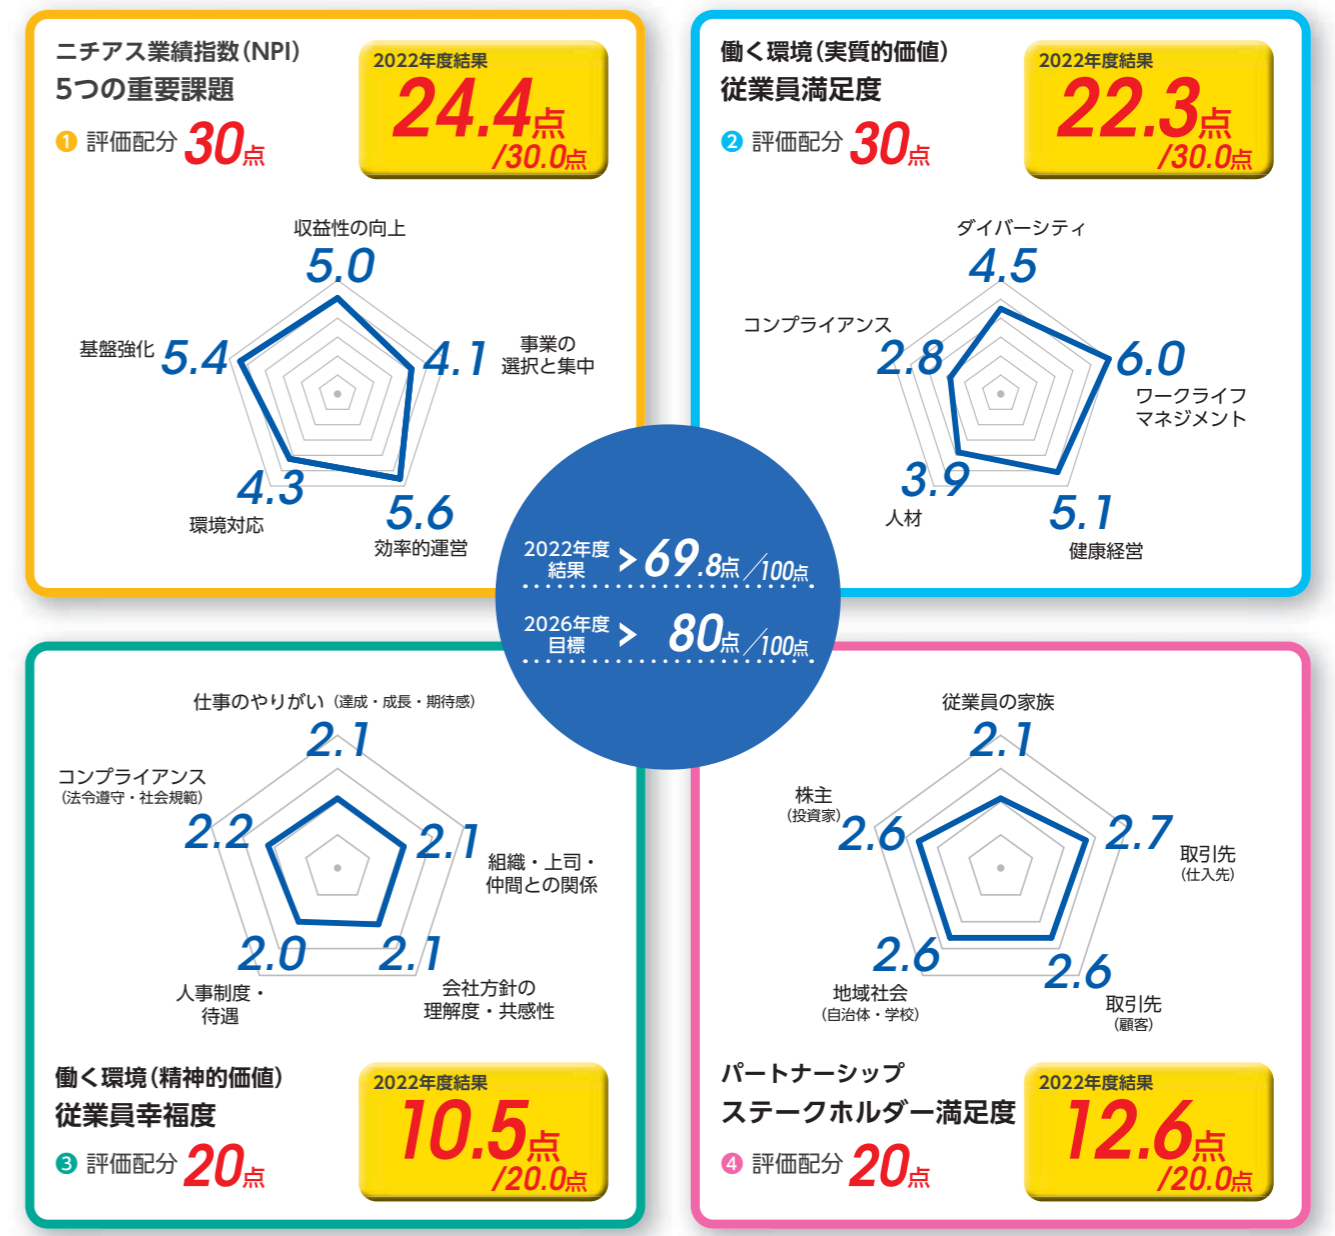 ニチアス業績指数(NPI)
5つの重要課題
❶ 評価配分 30点
2022年度結果
24.4点
/30.0点
収益性の向上
5.0
事業の
選択と集中
4.1
効率的運営
5.6
環境対応
4.3
基盤強化
5.4
働く環境(実質的価値)
従業員満足度
❷ 評価配分 30点
2022年度結果
22.3点
/30.0点
ダイバーシティ
4.5
ワークライフ
マネジメント
6.0
健康経営
5.1
人材
3.9
コンプライアンス
2.8
2022年度
結果
> 69.8点/100点
2026年度
目標
> 80点/100点
仕事のやりがい(達成・成長・期待感)
2.1
組織・上司・
仲間との関係
2.1
会社方針の
理解度・共感性
2.1
人事制度・
待遇
2.0
コンプライアンス
(法令遵守・社会規範)
2.2
働く環境(精神的価値)
従業員幸福度
❸ 評価配分 20点
2022年度結果
10.5点
/20.0点
従業員の家族
2.1
取引先
(仕入先)
2.7
取引先
(顧客)
2.6
地域社会
(自治体・学校)
2.6
株主
(投資家)
2.6
パートナーシップ
ステークホルダー満足度
❹ 評価配分 20点
2022年度結果
12.6点
/20.0点